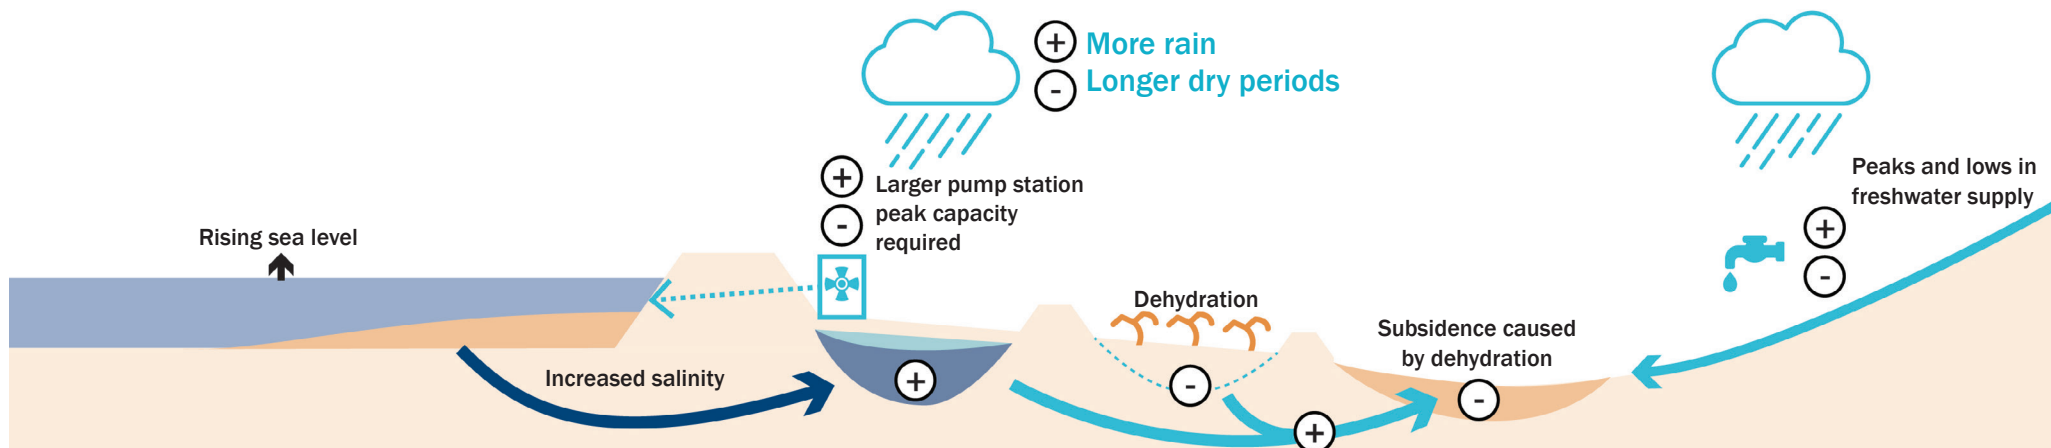 + More rain
- Longer dry periods
+
-
Larger pump station
peak capacity
required
Peaks and lows in
freshwater supply
+
-
Rising sea level
Dehydration
Subsidence caused
by dehydration
Increased salinity
+
-
-
+